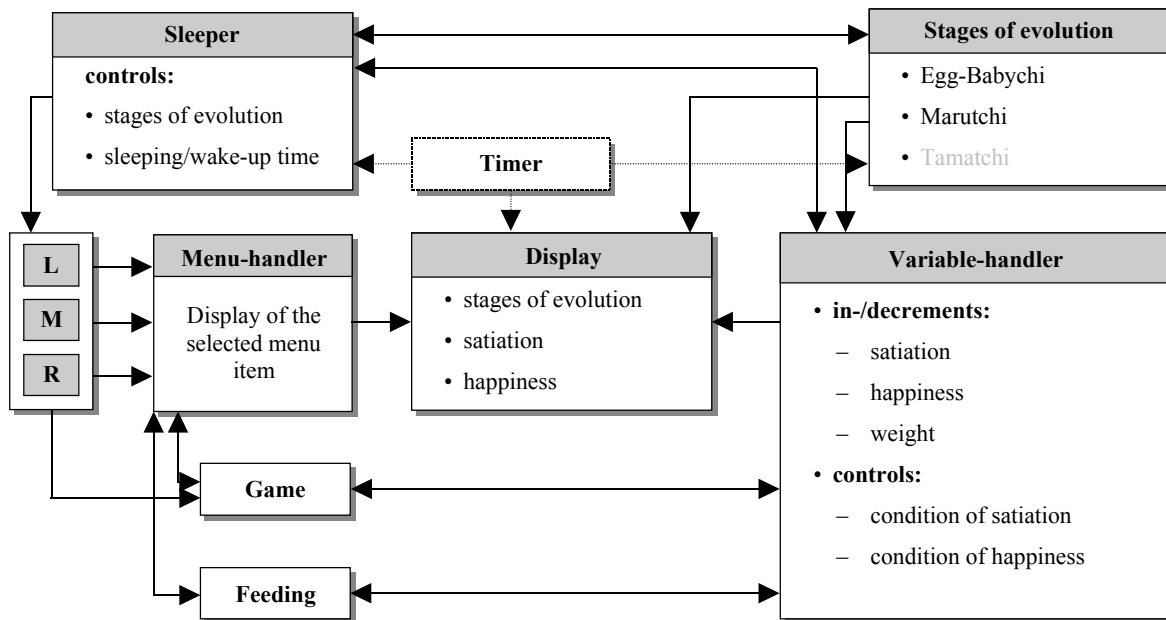 Sleeper
controls:
• stages of evolution
• sleeping/wake-up time
Stages of evolution
• Egg-Babychi
• Marutchi
• Tamatchi
Timer
L
M
R
Menu-handler
Display of the
selected menu
item
Display
• stages of evolution
• satiation
• happiness
Variable-handler
• in-/decrements:
– satiation
– happiness
– weight
• controls:
– condition of satiation
– condition of happiness
Game
Feeding